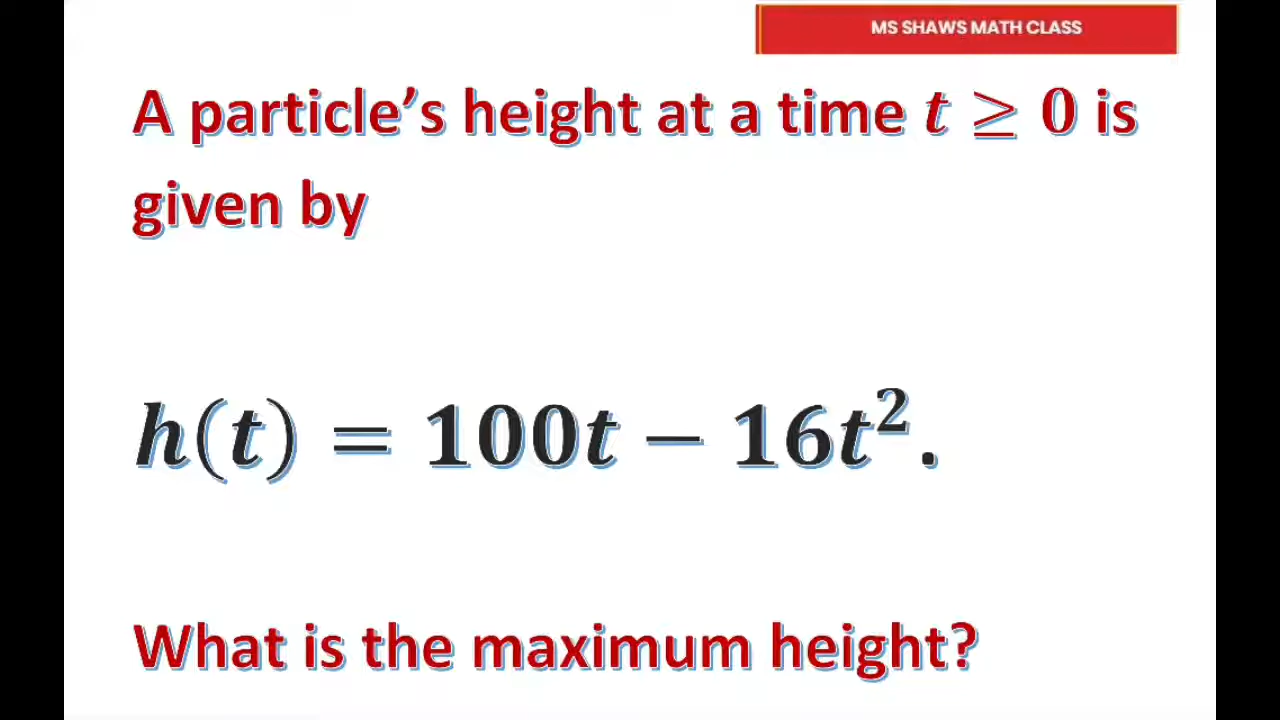 MS SHAWS MATH CLASS
A particle’s height at a time t ≥ 0 is
given by
h(t) = 100t − 16t².
What is the maximum height?